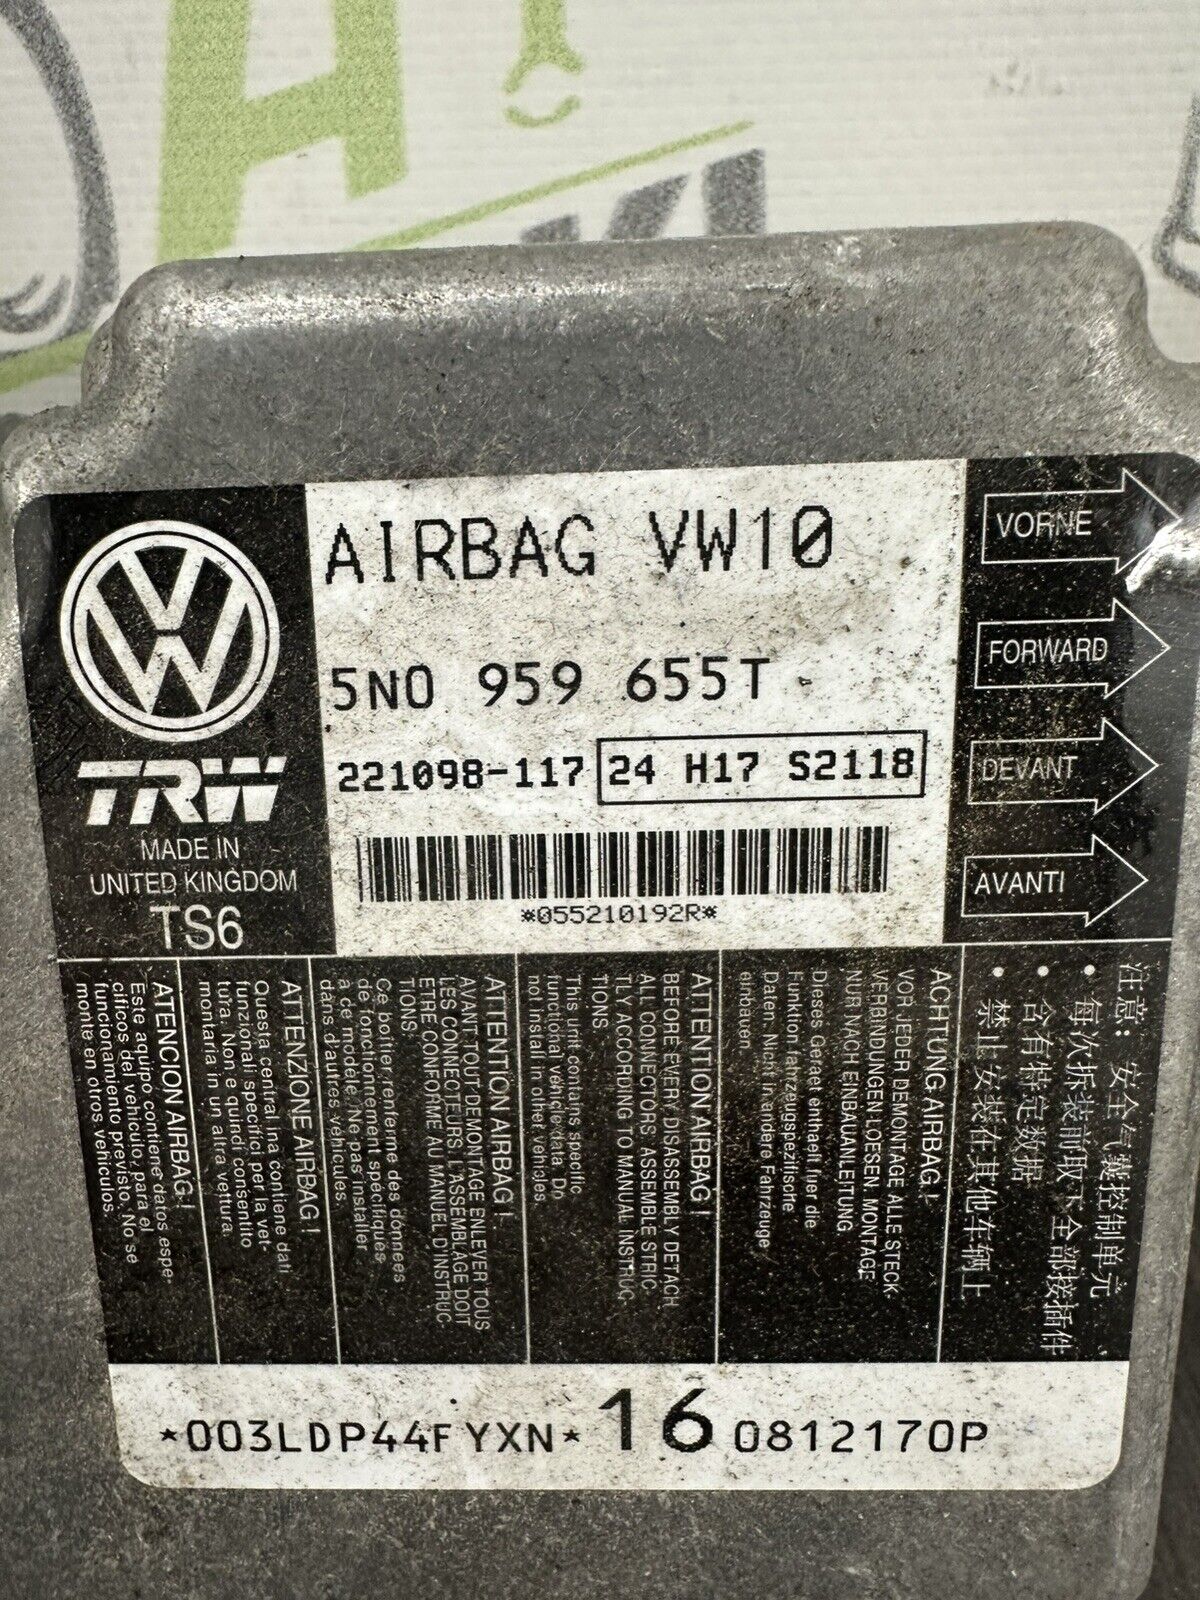 AIRBAG VW10
5N0 959 655T
221098-117 24 H17 S2118
*055210192R*
TRW
MADE IN
UNITED KINGDOM
TS6
VORNE
FORWARD
DEVANT
AVANTI
注意: 安全气囊控制单元
• 每次拆装前取下全部接插件
• 含有特定数据
• 禁止安装在其他车辆上
ACHTUNG AIRBAG !
VOR JEDER DEMONTAGE ALLE STECK-
VERBINDUNGEN LOESEN. MONTAGE
NUR NACH EINBAUANLEITUNG
Dieses Geraet enthaelt hier die
Funktion fahrzeugspezifische
Daten. Nicht in andere Fahrzeuge
einbauen.
ATTENTION AIRBAG !
BEFORE EVERY DISASSEMBLY DETACH
ALL CONNECTORS. ASSEMBLE STRIC-
TLY ACCORDING TO MANUAL INSTRUC-
TIONS.
This unit contains specific
functional vehicle data. Do
not install in other vehicles.
ATTENTION AIRBAG !
AVANT TOUT DEMONTAGE ENLEVER TOUS
LES CONNECTEURS. L'ASSEMBLAGE DOIT
ETRE CONFORME AU MANUEL D'INSTRUC-
TIONS.
Ce boîtier renferme des données
de fonctionnement spécifiques
a ce modèle. Ne pas installer
dans d'autres véhicules.
ATTENZIONE AIRBAG !
Questa centralina contiene dati
funzionali specifici per la vet-
tura. Non e quindi consentito
montarla in un altra vettura.
ATENCION AIRBAG !
Este aquipo contiene datos espe-
cificos del vehiculo, para el
funcionamiento previsto. No se
monte en otros vehiculos.
*003LDP44FYXN* 16 0812170P